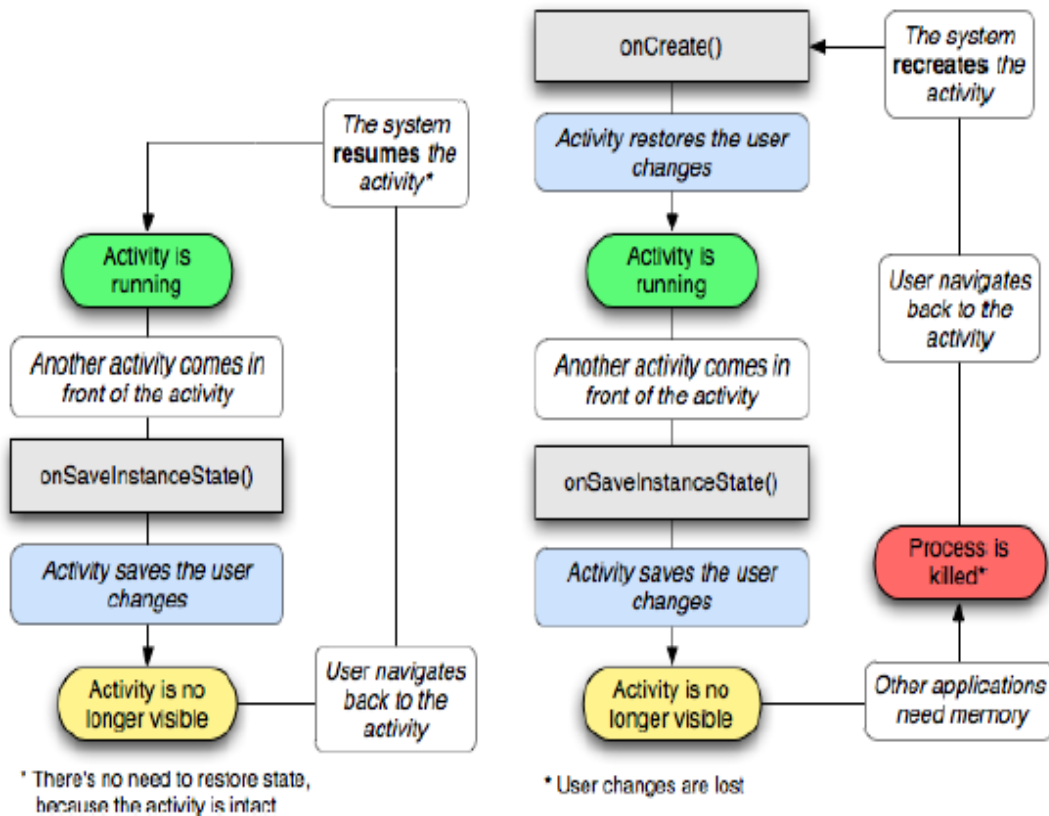 The system
resumes the
activity*
Activity is
running
Another activity comes in
front of the activity
onSaveInstanceState()
Activity saves the user
changes
Activity is no
longer visible
User navigates
back to the
activity
* There's no need to restore state,
because the activity is intact
onCreate()
Activity restores the user
changes
Activity is
running
Another activity comes in
front of the activity
onSaveInstanceState()
Activity saves the user
changes
Activity is no
longer visible
Other applications
need memory
Process is
killed*
User navigates
back to the
activity
The system
recreates the
activity
* User changes are lost